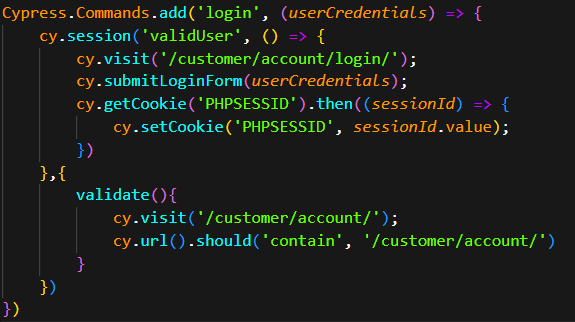 Cypress.Commands.add('login', (userCredentials) => {
    cy.session('validUser', () => {
        cy.visit('/customer/account/login/');
        cy.submitLoginForm(userCredentials);
        cy.getCookie('PHPSESSID').then((sessionId) => {
            cy.setCookie('PHPSESSID', sessionId.value);
        })
    },{
        validate(){
            cy.visit('/customer/account/');
            cy.url().should('contain', '/customer/account/')
        }
    })
})